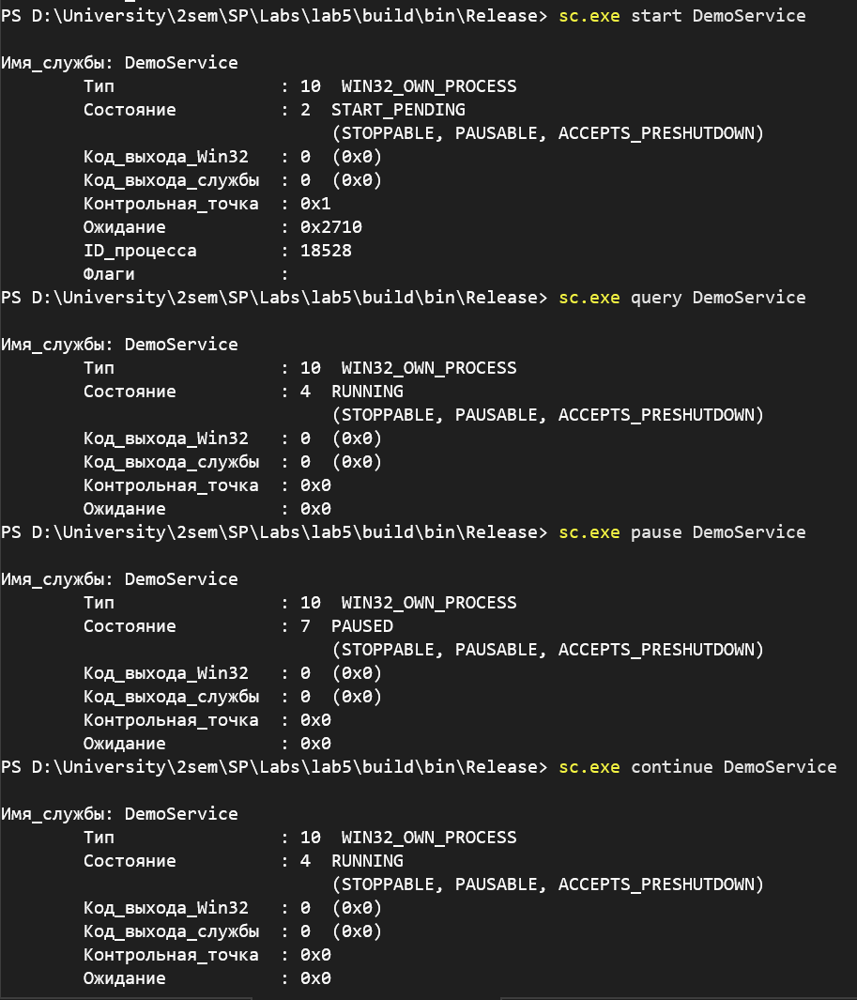 PS D:\University\2sem\SP\Labs\lab5\build\bin\Release> sc.exe start DemoService
Имя_службы: DemoService
Тип : 10 WIN32_OWN_PROCESS
Состояние : 2 START_PENDING
(STOPPABLE, PAUSABLE, ACCEPTS_PRESHUTDOWN)
Код_выхода_Win32 : 0 (0x0)
Код_выхода_службы : 0 (0x0)
Контрольная_точка : 0x1
Ожидание : 0x2710
ID_процесса : 18528
Флаги :
PS D:\University\2sem\SP\Labs\lab5\build\bin\Release> sc.exe query DemoService
Имя_службы: DemoService
Тип : 10 WIN32_OWN_PROCESS
Состояние : 4 RUNNING
(STOPPABLE, PAUSABLE, ACCEPTS_PRESHUTDOWN)
Код_выхода_Win32 : 0 (0x0)
Код_выхода_службы : 0 (0x0)
Контрольная_точка : 0x0
Ожидание : 0x0
PS D:\University\2sem\SP\Labs\lab5\build\bin\Release> sc.exe pause DemoService
Имя_службы: DemoService
Тип : 10 WIN32_OWN_PROCESS
Состояние : 7 PAUSED
(STOPPABLE, PAUSABLE, ACCEPTS_PRESHUTDOWN)
Код_выхода_Win32 : 0 (0x0)
Код_выхода_службы : 0 (0x0)
Контрольная_точка : 0x0
Ожидание : 0x0
PS D:\University\2sem\SP\Labs\lab5\build\bin\Release> sc.exe continue DemoService
Имя_службы: DemoService
Тип : 10 WIN32_OWN_PROCESS
Состояние : 4 RUNNING
(STOPPABLE, PAUSABLE, ACCEPTS_PRESHUTDOWN)
Код_выхода_Win32 : 0 (0x0)
Код_выхода_службы : 0 (0x0)
Контрольная_точка : 0x0
Ожидание : 0x0